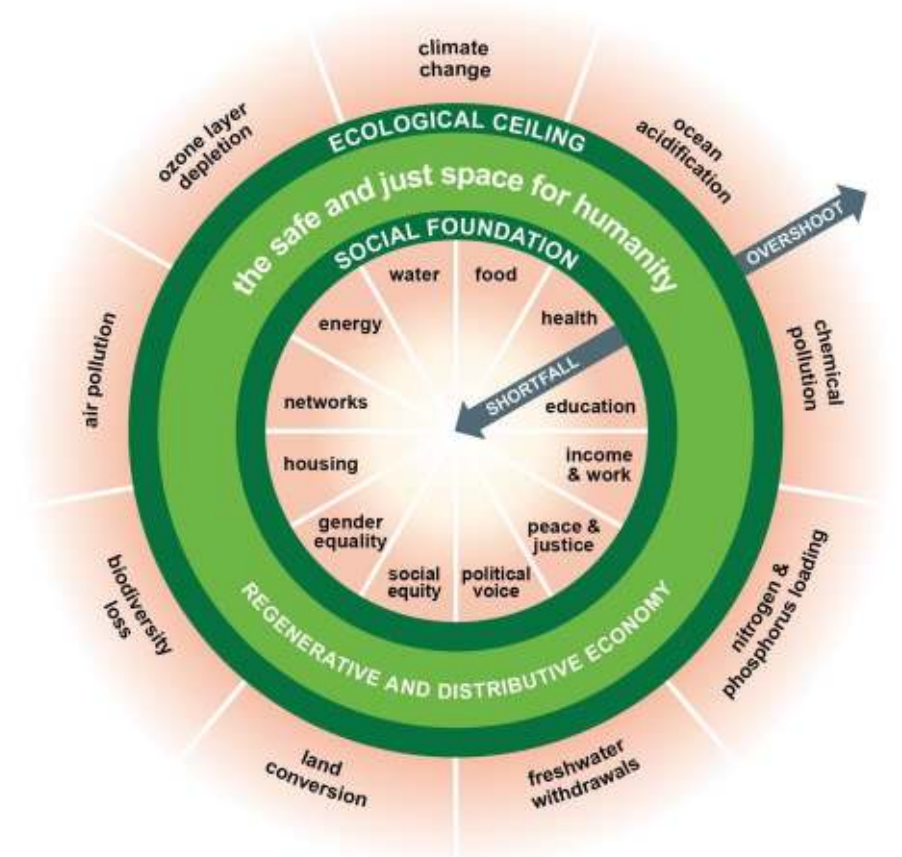 climate
change
ozone layer
depletion
ocean
acidification
ECOLOGICAL CEILING
the safe and just space for humanity
OVERSHOOT
SOCIAL FOUNDATION
water
food
energy
health
air pollution
chemical
pollution
networks
SHORTFALL
education
housing
income
& work
gender
equality
peace &
justice
social
equity
political
voice
biodiversity
loss
nitrogen &
phosphorus loading
REGENERATIVE AND DISTRIBUTIVE ECONOMY
land
conversion
freshwater
withdrawals